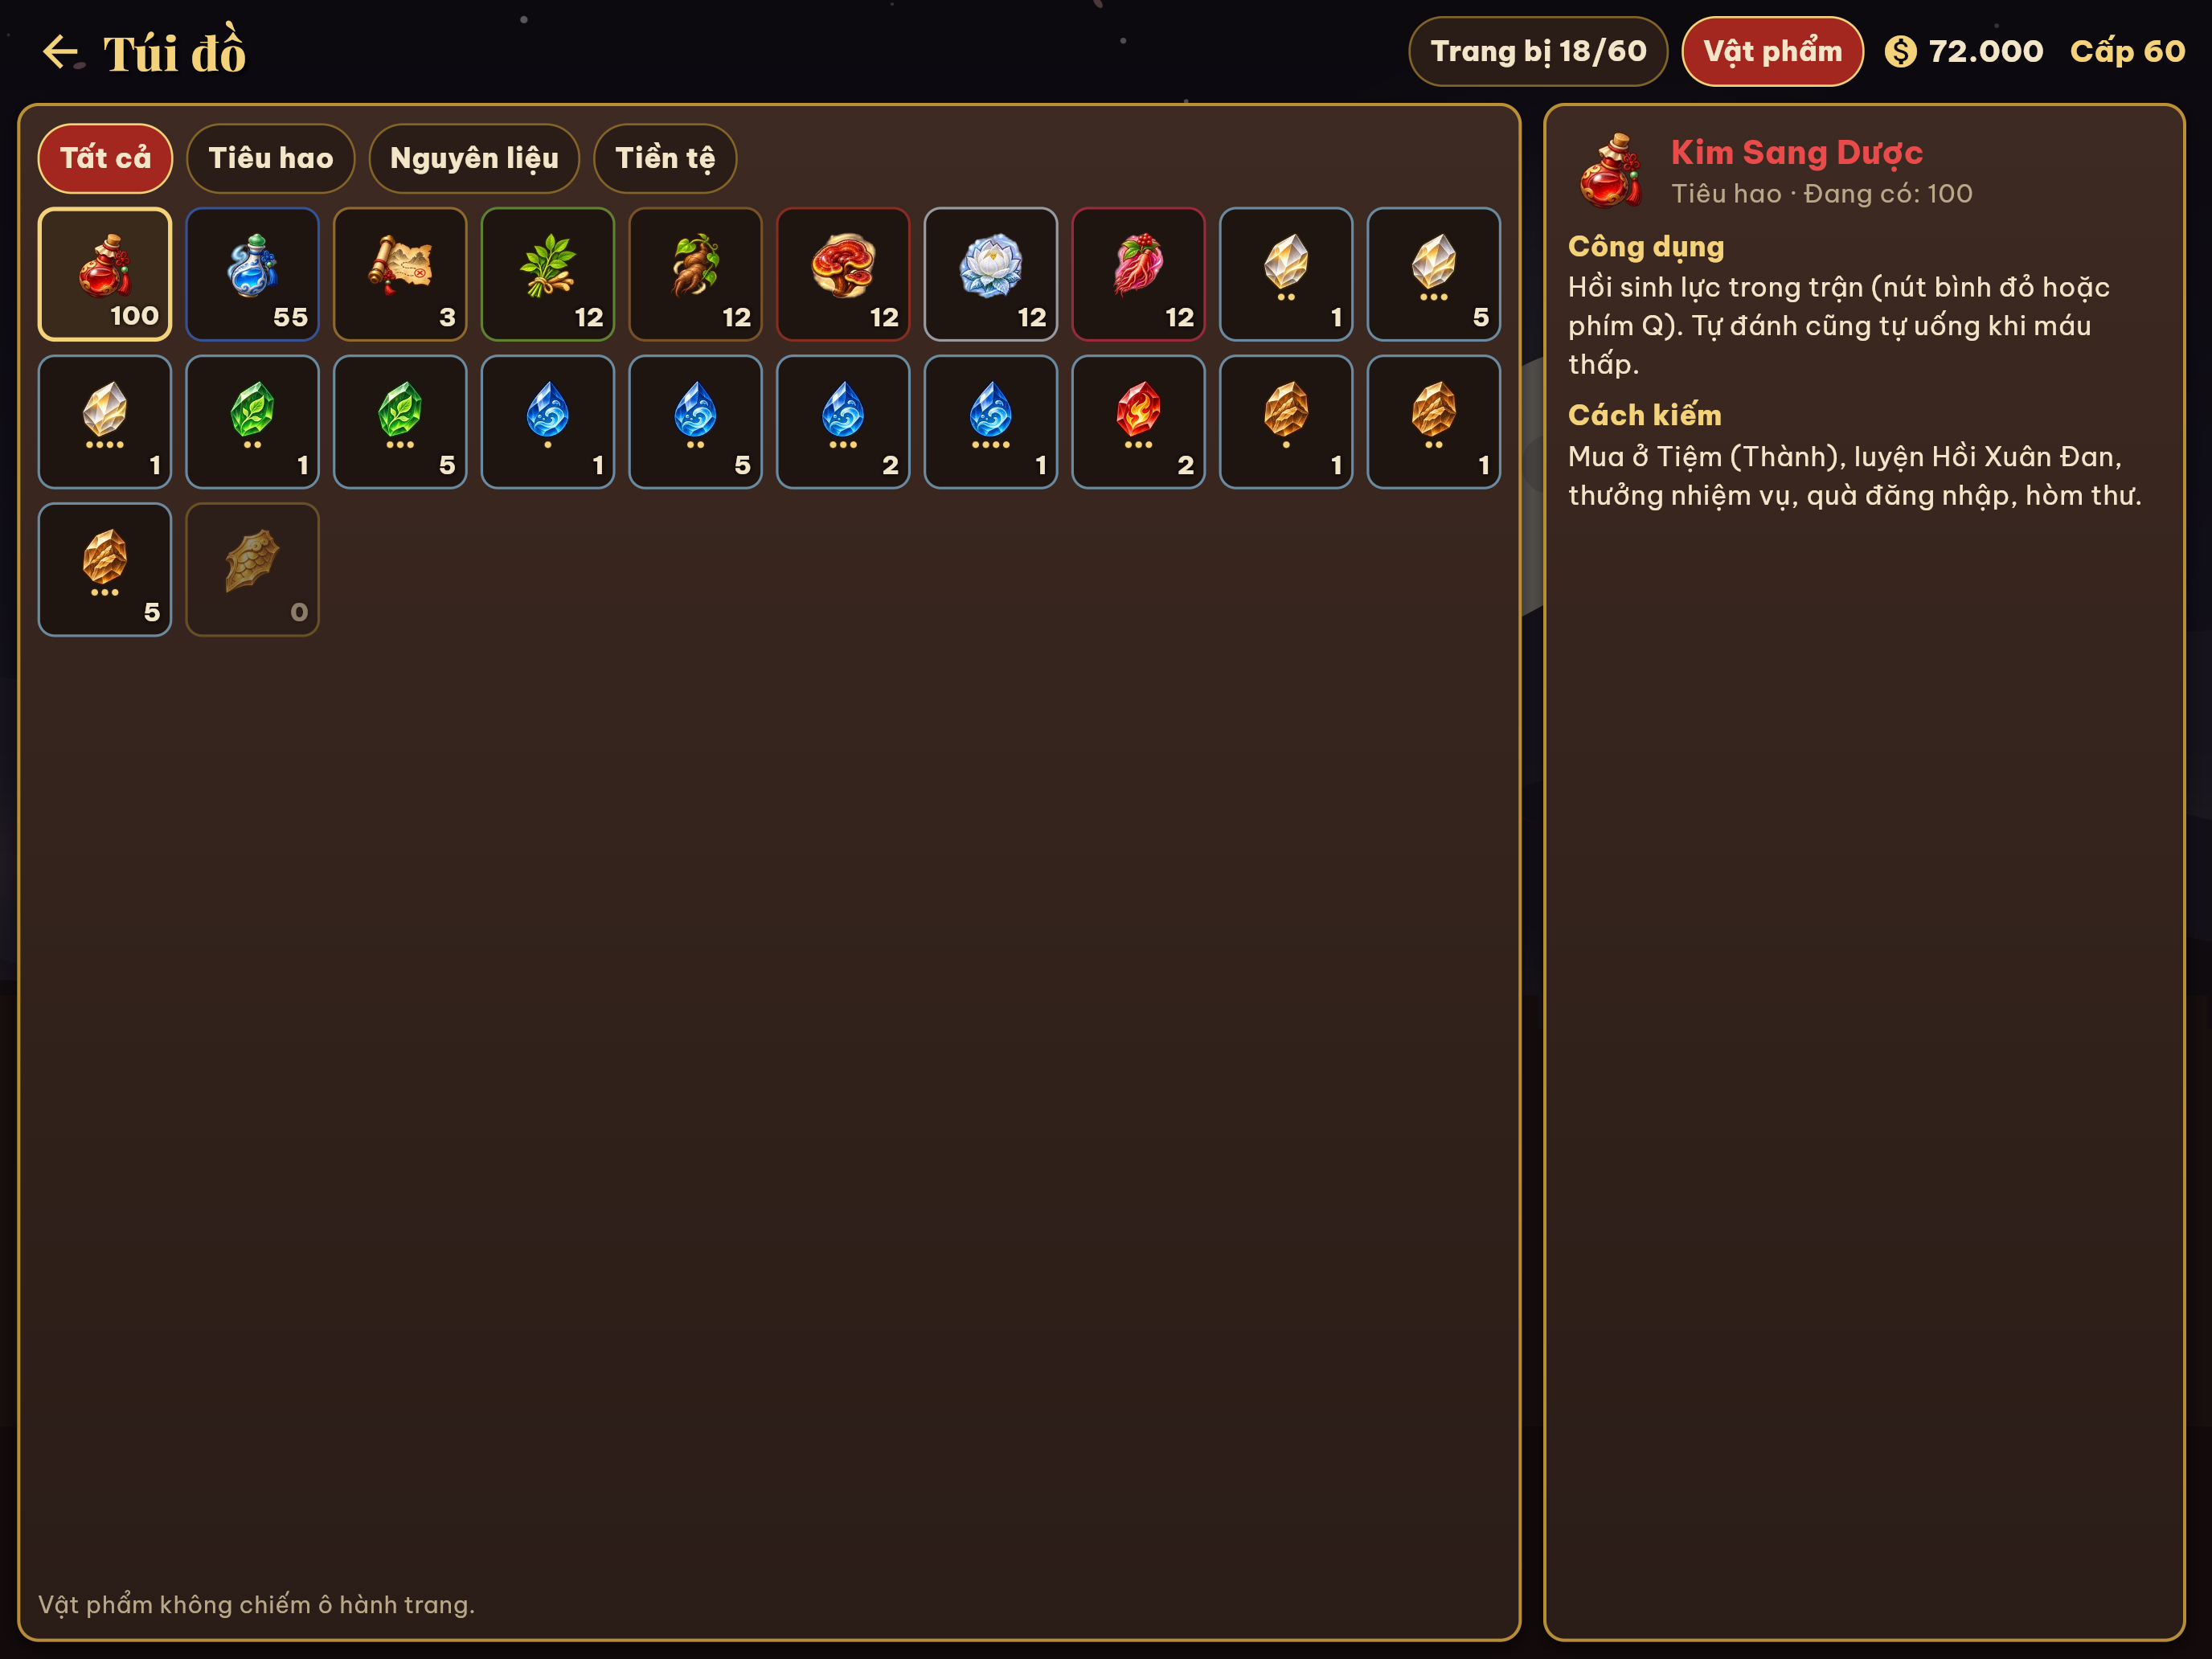 Túi đồ
Trang bị 18/60
Vật phẩm
72.000
Cấp 60
Tất cả
Tiêu hao
Nguyên liệu
Tiền tệ
100
55
3
12
12
12
12
12
1
5
1
1
5
1
5
2
1
2
1
1
5
0
Vật phẩm không chiếm ô hành trang.
Kim Sang Dược
Tiêu hao · Đang có: 100
Công dụng
Hồi sinh lực trong trận (nút bình đỏ hoặc
phím Q). Tự đánh cũng tự uống khi máu
thấp.
Cách kiếm
Mua ở Tiệm (Thành), luyện Hồi Xuân Đan,
thưởng nhiệm vụ, quà đăng nhập, hòm thư.